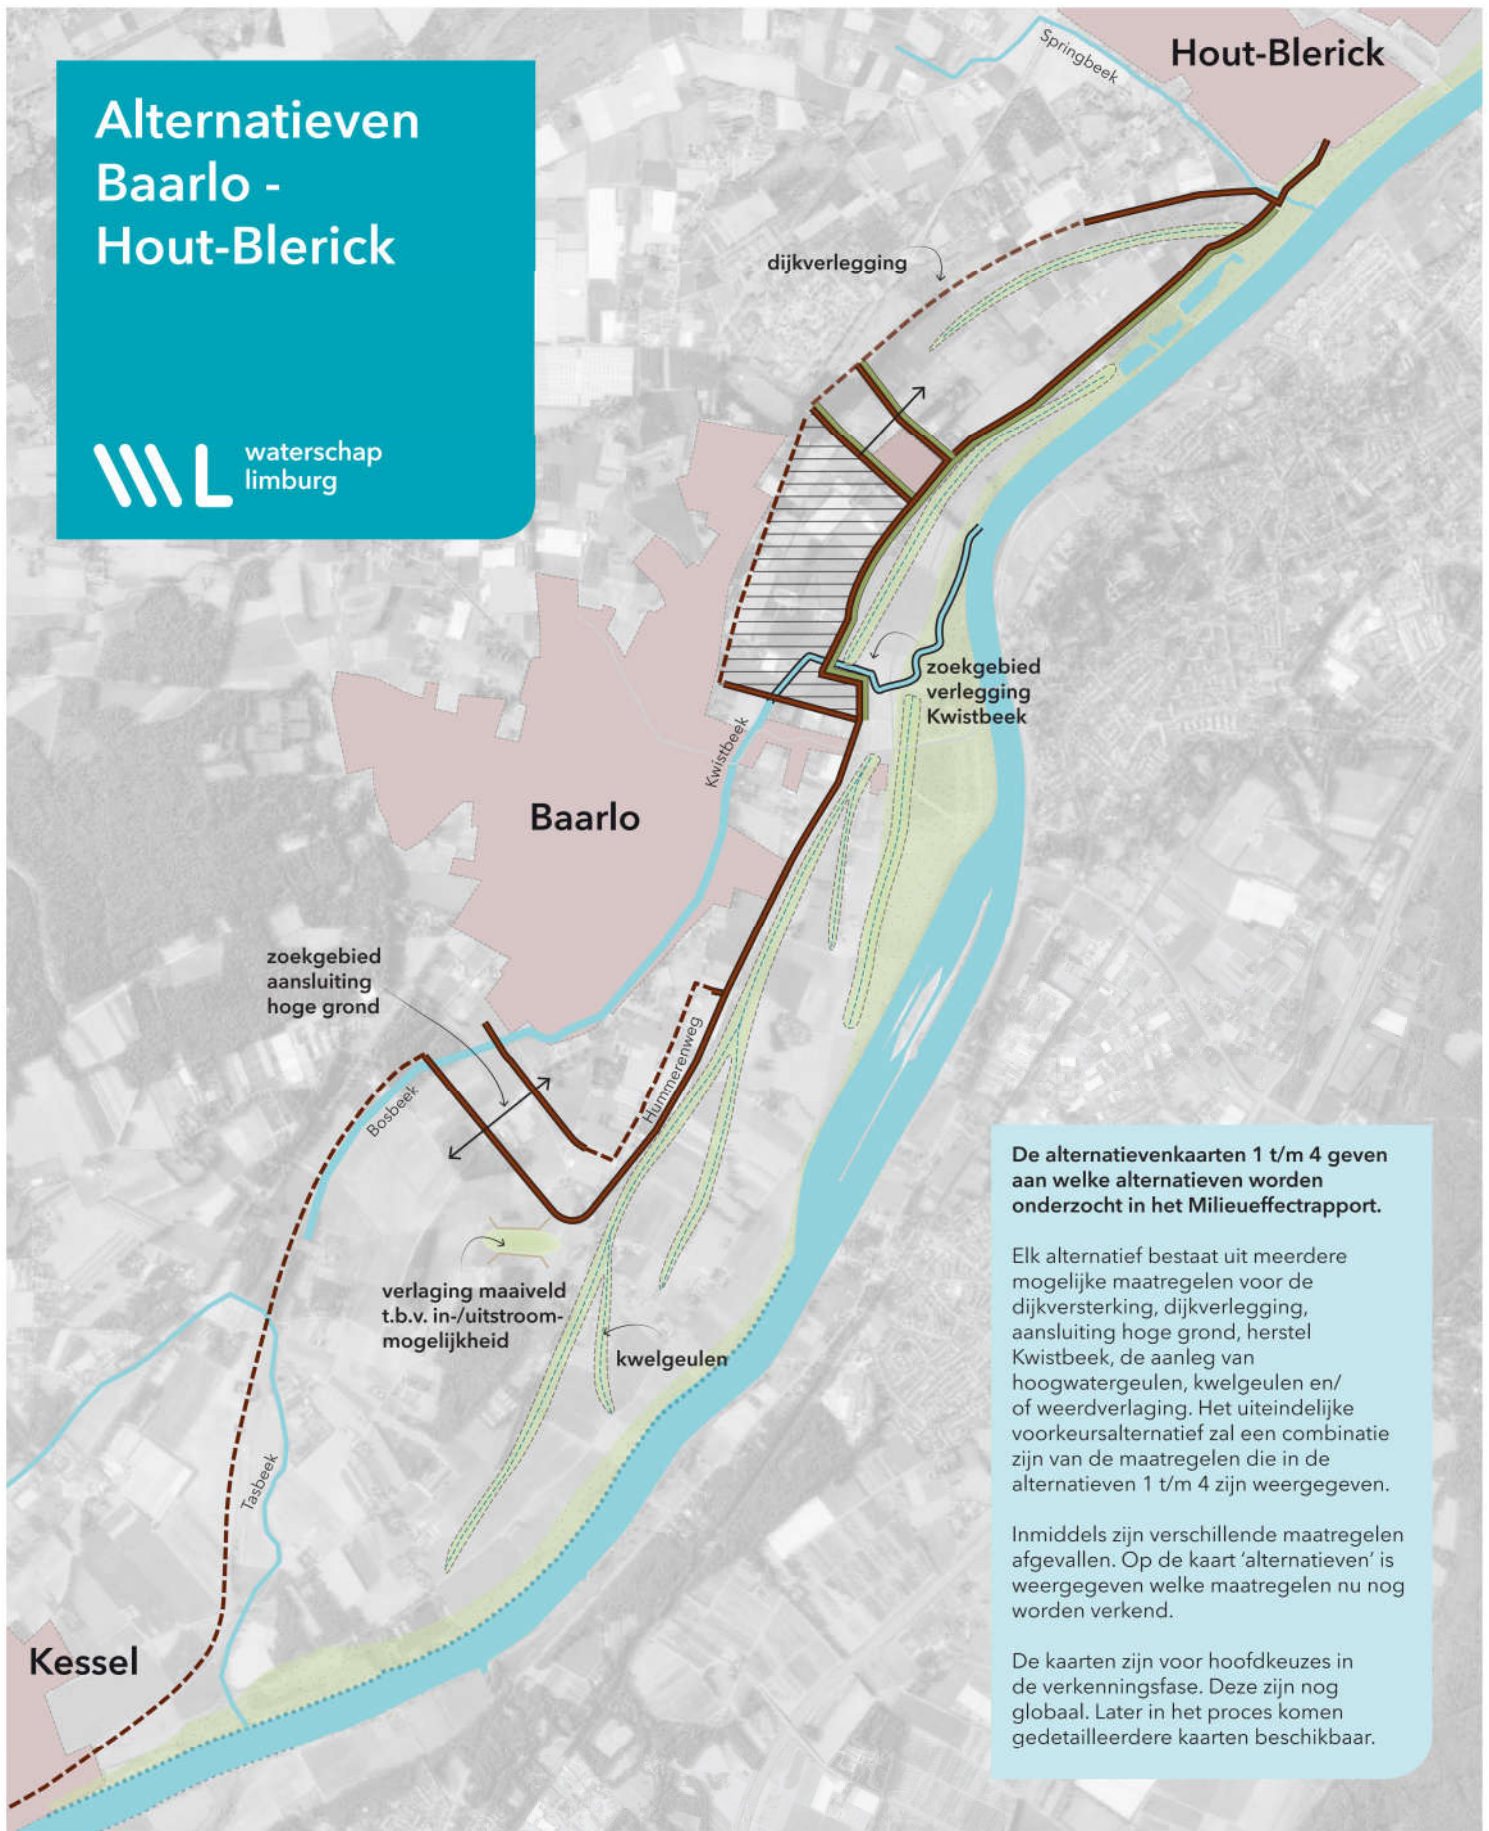 Alternatieven
Baarlo -
Hout-Blerick
waterschap
limburg
Hout-Blerick
Springbeek
dijkverlegging
zoekgebied
verlegging
Kwistbeek
Kwistbeek
Baarlo
zoekgebied
aansluiting
hoge grond
Hummerenweg
Bosbeek
verlaging maaiveld
t.b.v. in-/uitstroom-
mogelijkheid
kwelgeulen
Tasbeek
Kessel
De alternatievenkaarten 1 t/m 4 geven
aan welke alternatieven worden
onderzocht in het Milieueffectrapport.
Elk alternatief bestaat uit meerdere
mogelijke maatregelen voor de
dijkversterking, dijkverlegging,
aansluiting hoge grond, herstel
Kwistbeek, de aanleg van
hoogwatergeulen, kwelgeulen en/
of weerdverlaging. Het uiteindelijke
voorkeursalternatief zal een combinatie
zijn van de maatregelen die in de
alternatieven 1 t/m 4 zijn weergegeven.
Inmiddels zijn verschillende maatregelen
afgevallen. Op de kaart ‘alternatieven’ is
weergegeven welke maatregelen nu nog
worden verkend.
De kaarten zijn voor hoofdkeuzes in
de verkenningsfase. Deze zijn nog
globaal. Later in het proces komen
gedetailleerdere kaarten beschikbaar.